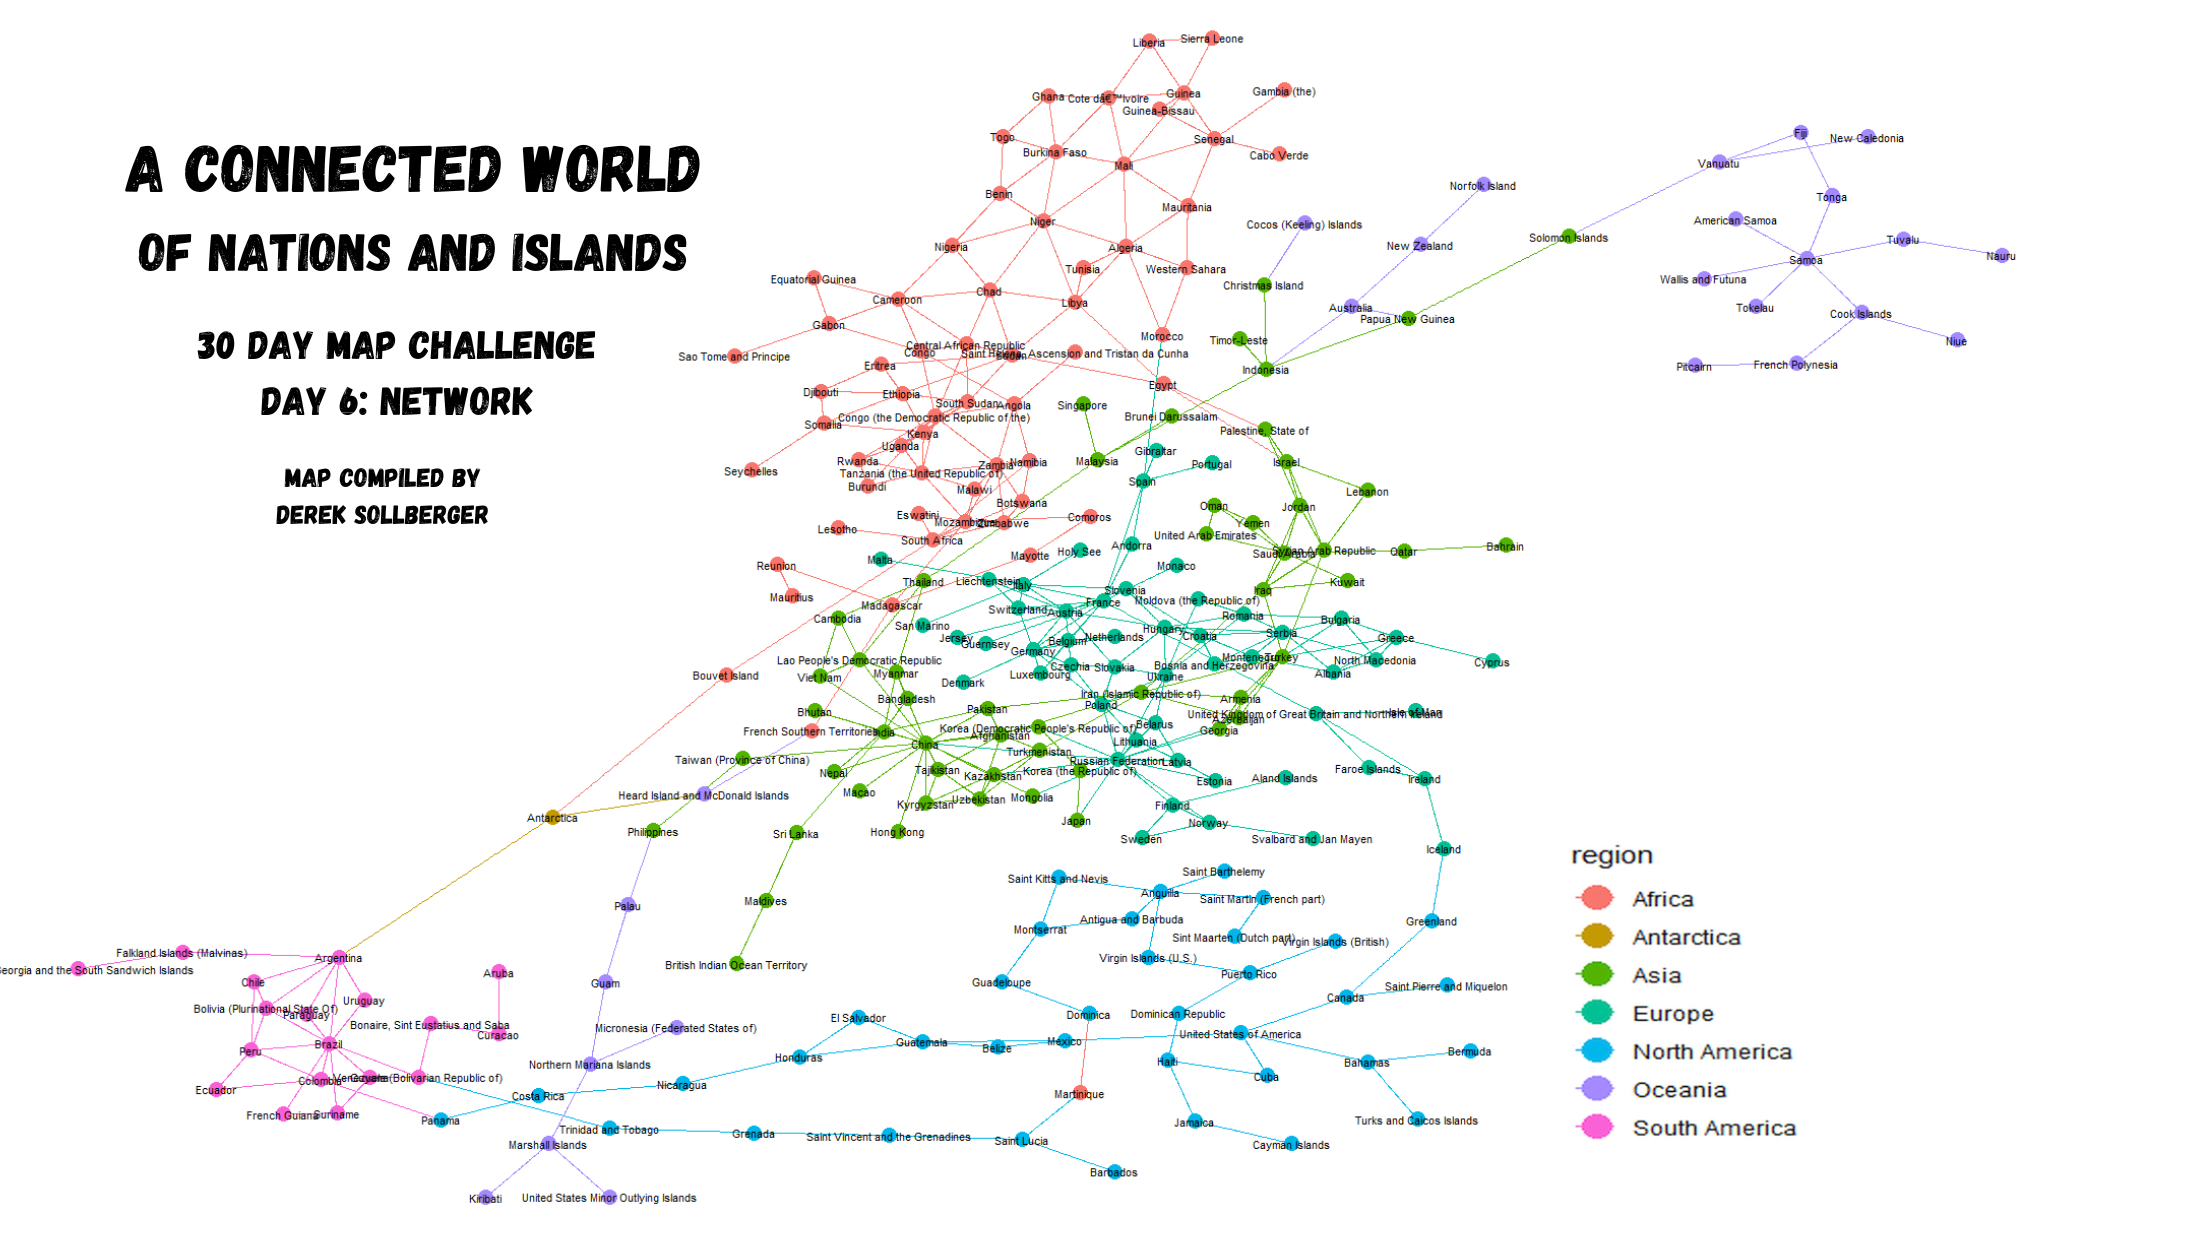 A CONNECTED WORLD
OF NATIONS AND ISLANDS
30 DAY MAP CHALLENGE
DAY 6: NETWORK
MAP COMPILED BY
DEREK SOLLBERGER
Liberia
Sierra Leone
Ghana
Cote dâ€™Ivoire
Guinea
Gambia (the)
Guinea-Bissau
Togo
Senegal
Burkina Faso
Mali
Cabo Verde
Benin
Mauritania
Niger
Nigeria
Algeria
Tunisia
Western Sahara
Equatorial Guinea
Cameroon
Chad
Libya
Gabon
Morocco
Sao Tome and Principe
Central African Republic
Congo
Saint Helena, Ascension and Tristan da Cunha
Sudan
Eritrea
Egypt
Djibouti
Ethiopia
South Sudan
Angola
Congo (the Democratic Republic of the)
Somalia
Kenya
Uganda
Seychelles
Rwanda
Zambia
Namibia
Tanzania (the United Republic of)
Burundi
Malawi
Botswana
Eswatini
Mozambique
Zimbabwe
Comoros
Lesotho
South Africa
Mayotte
Reunion
Mauritius
Madagascar
Bouvet Island
French Southern Territories
Fiji
New Caledonia
Vanuatu
Norfolk Island
Tonga
American Samoa
Cocos (Keeling) Islands
New Zealand
Solomon Islands
Tuvalu
Nauru
Samoa
Wallis and Futuna
Christmas Island
Australia
Papua New Guinea
Tokelau
Cook Islands
Timor-Leste
Niue
Indonesia
Pitcairn
French Polynesia
Singapore
Brunei Darussalam
Palestine, State of
Malaysia
Gibraltar
Portugal
Israel
Spain
Lebanon
Oman
Jordan
Yemen
United Arab Emirates
Saudi Arabia
Syrian Arab Republic
Qatar
Bahrain
Malta
Holy See
Andorra
Monaco
Iraq
Kuwait
Thailand
Liechtenstein
Italy
Slovenia
France
Moldova (the Republic of)
Cambodia
Switzerland
Austria
Romania
Bulgaria
San Marino
Jersey
Guernsey
Belgium
Netherlands
Hungary
Croatia
Serbia
Greece
Germany
Lao People's Democratic Republic
Czechia
Slovakia
Bosnia and Herzegovina
Montenegro
Turkey
North Macedonia
Cyprus
Viet Nam
Myanmar
Denmark
Luxembourg
Ukraine
Albania
Bangladesh
Iran (Islamic Republic of)
Armenia
Bhutan
Pakistan
Poland
United Kingdom of Great Britain and Northern Ireland
Isle of Man
Azerbaijan
India
Korea (Democratic People's Republic of)
Belarus
Georgia
Afghanistan
China
Lithuania
Turkmenistan
Taiwan (Province of China)
Russian Federation
Latvia
Nepal
Tajikistan
Kazakhstan
Korea (the Republic of)
Estonia
Aland Islands
Faroe Islands
Ireland
Macao
Heard Island and McDonald Islands
Kyrgyzstan
Uzbekistan
Mongolia
Finland
Antarctica
Philippines
Sri Lanka
Hong Kong
Japan
Norway
Sweden
Svalbard and Jan Mayen
Iceland
Palau
Maldives
Saint Kitts and Nevis
Saint Barthelemy
Anguilla
Saint Martin (French part)
Antigua and Barbuda
Montserrat
Greenland
Sint Maarten (Dutch part)
Virgin Islands (British)
Virgin Islands (U.S.)
Puerto Rico
British Indian Ocean Territory
Falkland Islands (Malvinas)
Argentina
eorgia and the South Sandwich Islands
Aruba
Chile
Guam
Guadeloupe
Canada
Saint Pierre and Miquelon
Uruguay
Bolivia (Plurinational State Of)
Paraguay
Bonaire, Sint Eustatius and Saba
Curacao
Micronesia (Federated States of)
El Salvador
Dominica
Dominican Republic
United States of America
Brazil
Guatemala
Belize
Mexico
Peru
Honduras
Northern Mariana Islands
Haiti
Bahamas
Bermuda
Cuba
Colombia
Venezuela (Bolivarian Republic of)
Guyana
Ecuador
Nicaragua
Costa Rica
Martinique
French Guiana
Suriname
Panama
Trinidad and Tobago
Grenada
Saint Vincent and the Grenadines
Saint Lucia
Jamaica
Turks and Caicos Islands
Marshall Islands
Cayman Islands
Barbados
Kiribati
United States Minor Outlying Islands
region
Africa
Antarctica
Asia
Europe
North America
Oceania
South America